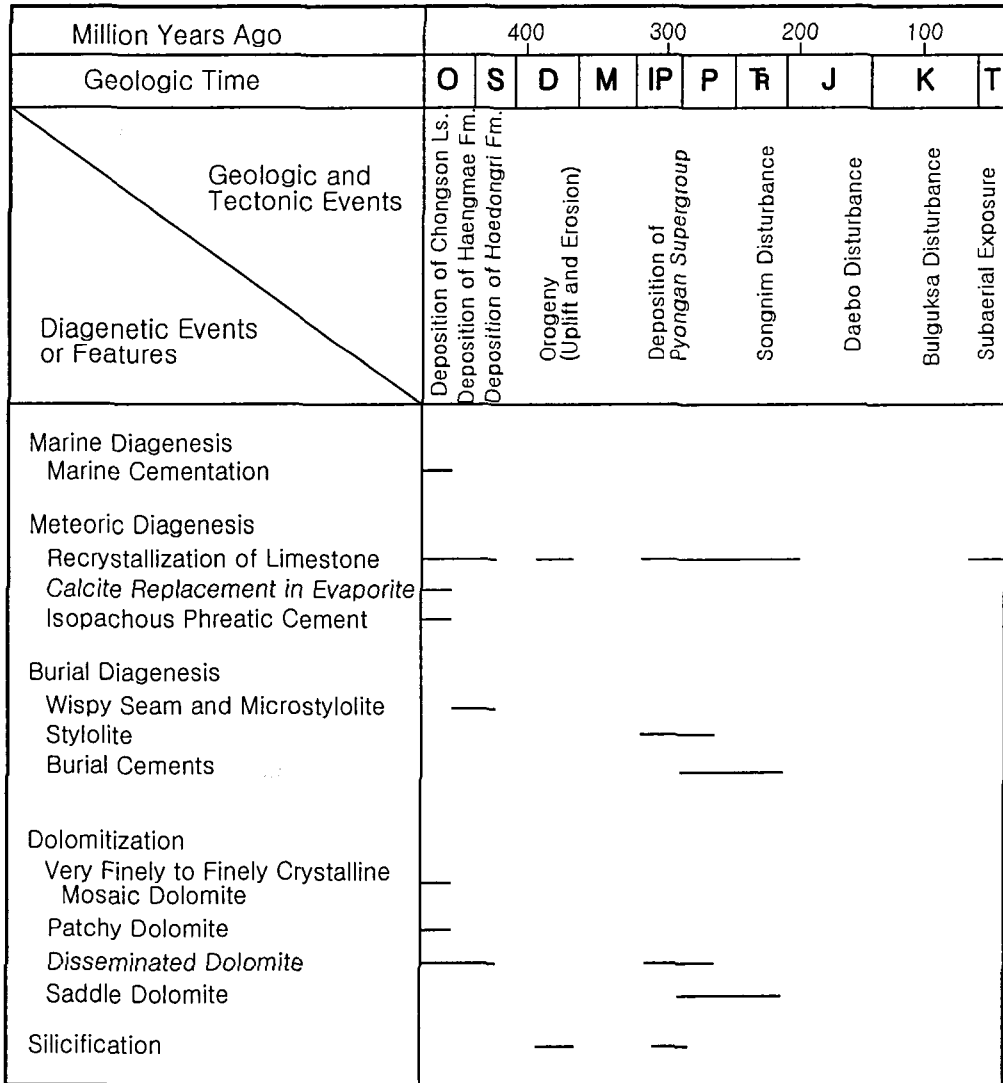 Million Years Ago 400 300 200 100
Geologic Time O S D M IP P TR J K T
Geologic and
Tectonic Events
Diagenetic Events
or Features
Deposition of Chongson Ls.
Deposition of Haengmae Fm.
Deposition of Hoedongri Fm.
Orogeny
(Uplift and Erosion)
Deposition of
Pyongan Supergroup
Songnim Disturbance
Daebo Disturbance
Bulguksa Disturbance
Subaerial Exposure
Marine Diagenesis
Marine Cementation
Meteoric Diagenesis
Recrystallization of Limestone
Calcite Replacement in Evaporite
Isopachous Phreatic Cement
Burial Diagenesis
Wispy Seam and Microstylolite
Stylolite
Burial Cements
Dolomitization
Very Finely to Finely Crystalline
Mosaic Dolomite
Patchy Dolomite
Disseminated Dolomite
Saddle Dolomite
Silicification